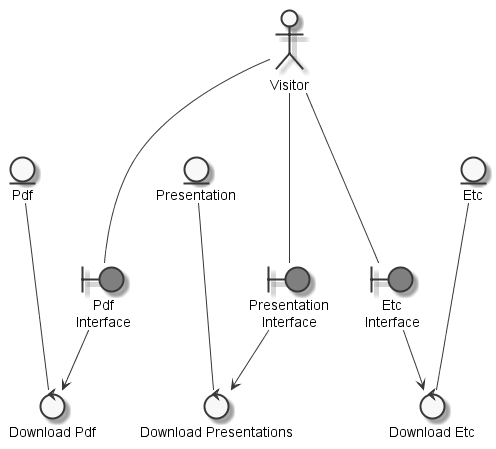 Visitor
Pdf
Presentation
Etc
Pdf
Interface
Presentation
Interface
Etc
Interface
Download Pdf
Download Presentations
Download Etc